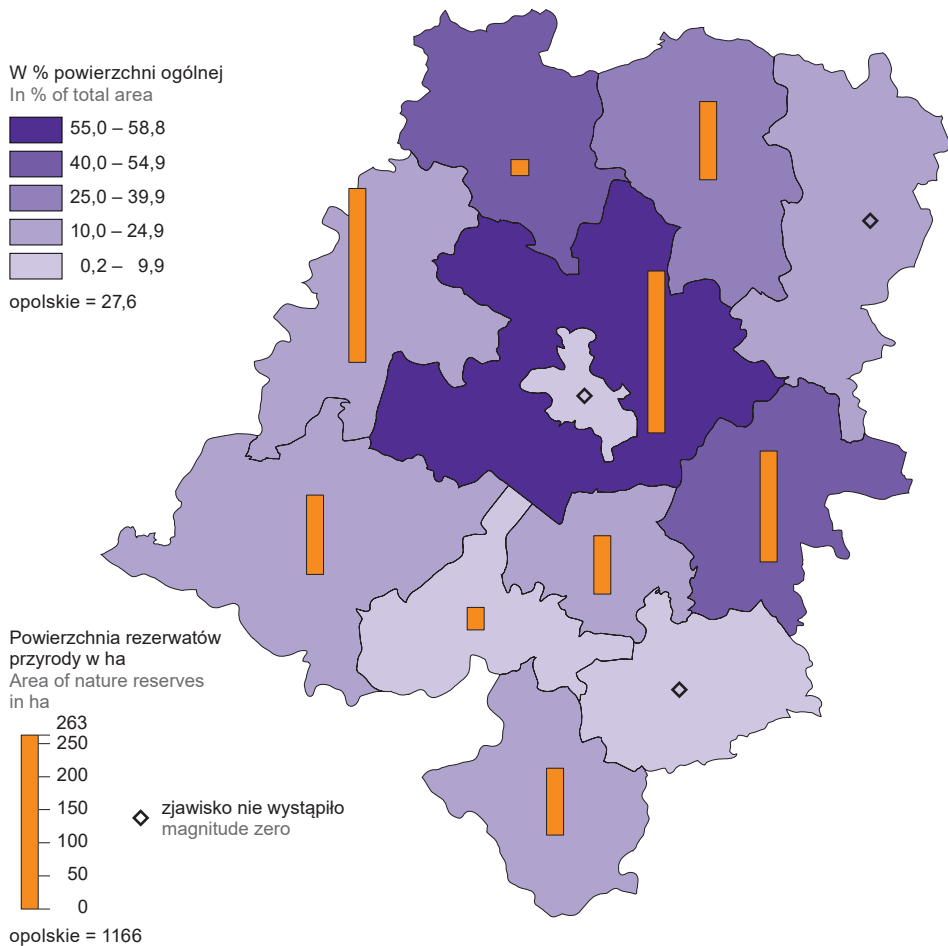 W % powierzchni ogólnej
In % of total area
55,0 – 58,8
40,0 – 54,9
25,0 – 39,9
10,0 – 24,9
0,2 – 9,9
opolskie = 27,6
Powierzchnia rezerwatów
przyrody w ha
Area of nature reserves
in ha
263
250
200
150
100
50
0
zjawisko nie wystąpiło
magnitude zero
opolskie = 1166